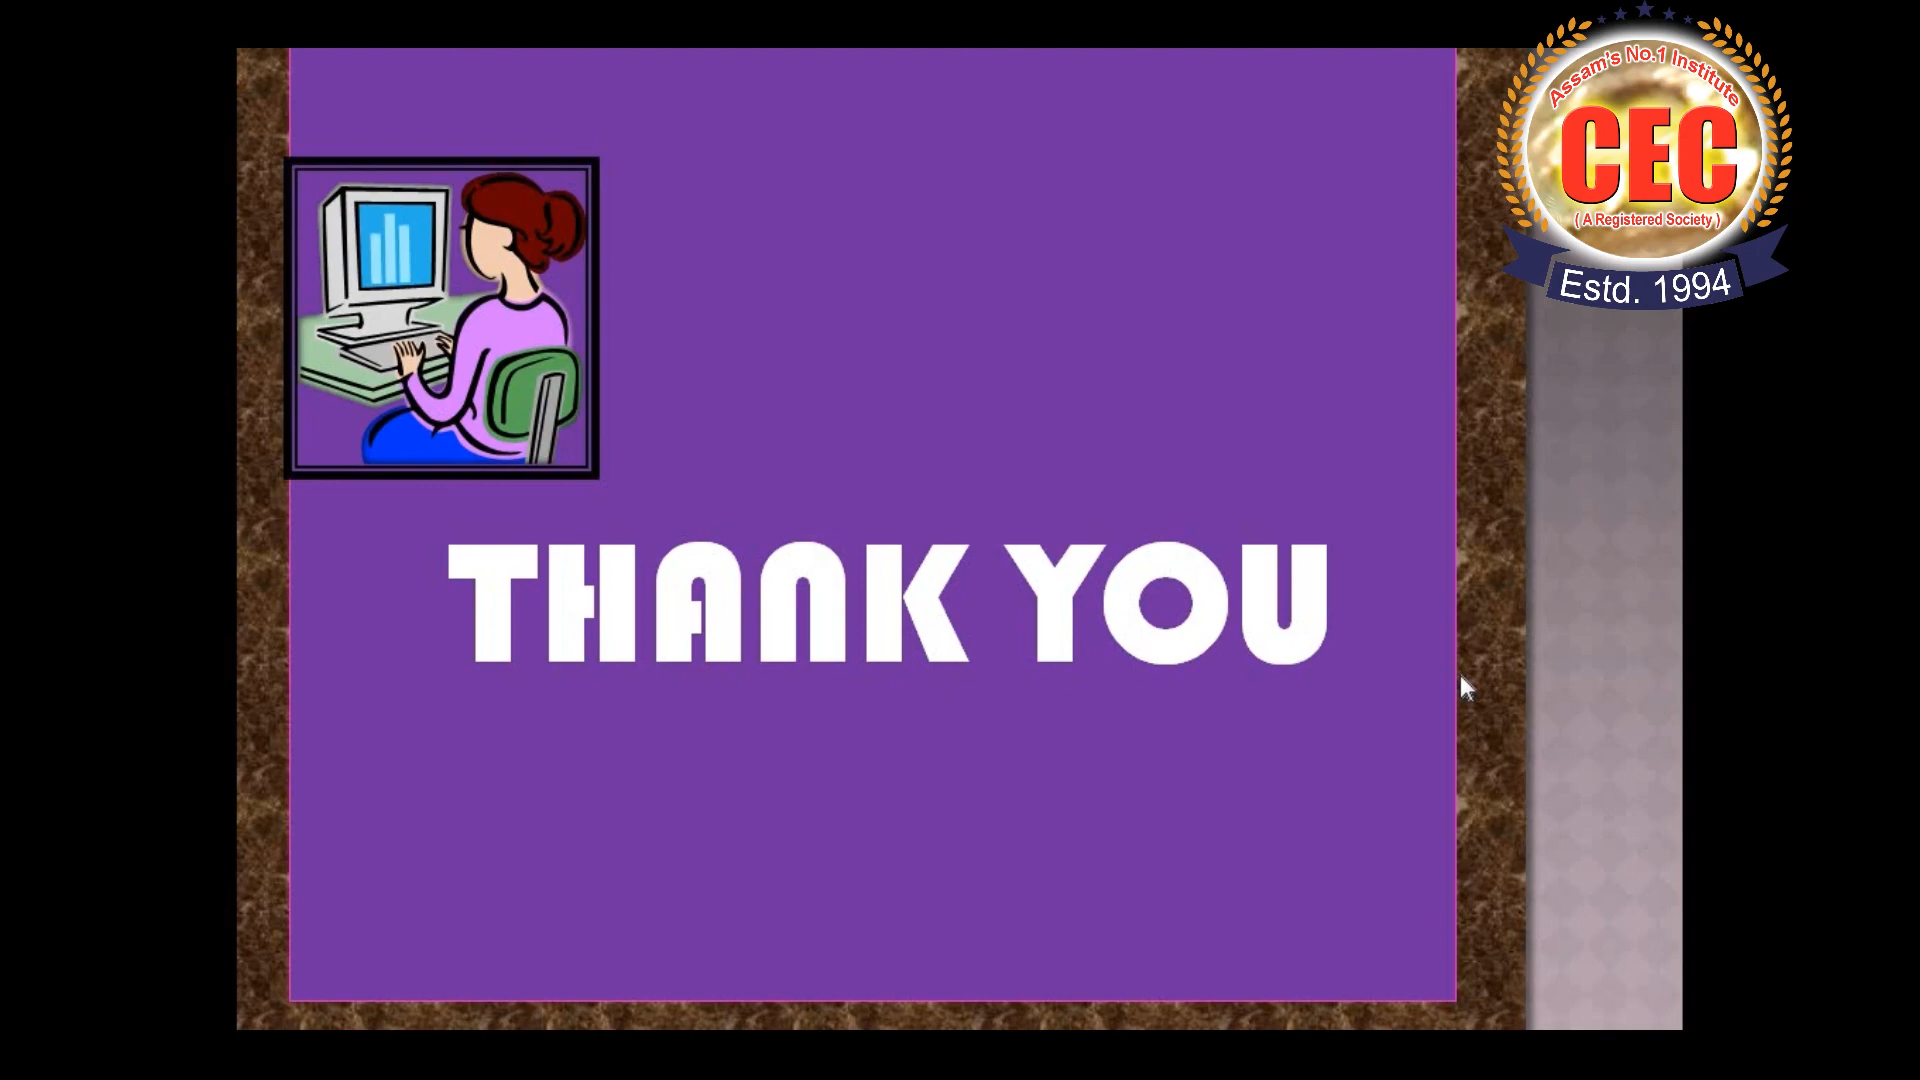 Assam's No.1 Institute
CEC
( A Registered Society )
Estd. 1994
THANK YOU